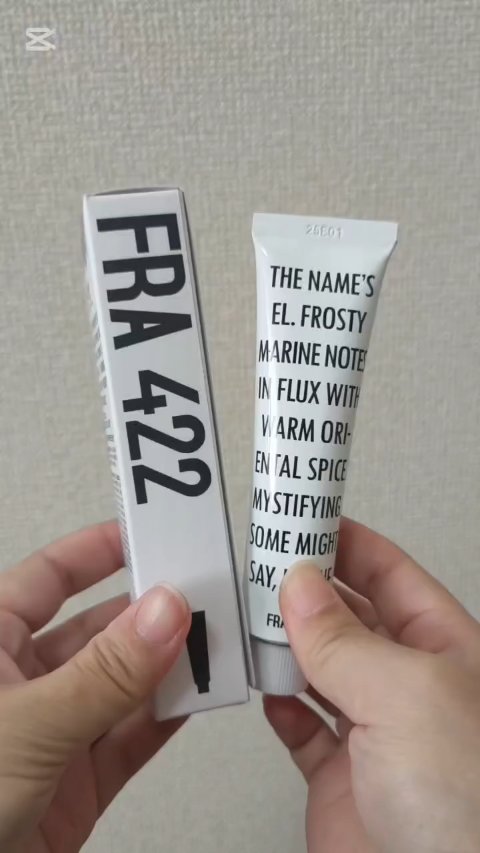 FRA 422
25E01
THE NAME'S
EL. FROSTY
MARINE NOTES
IN FLUX WITH
WARM ORI-
ENTAL SPICE
MYSTIFYING
SOME MIGHT
SAY,
FRA